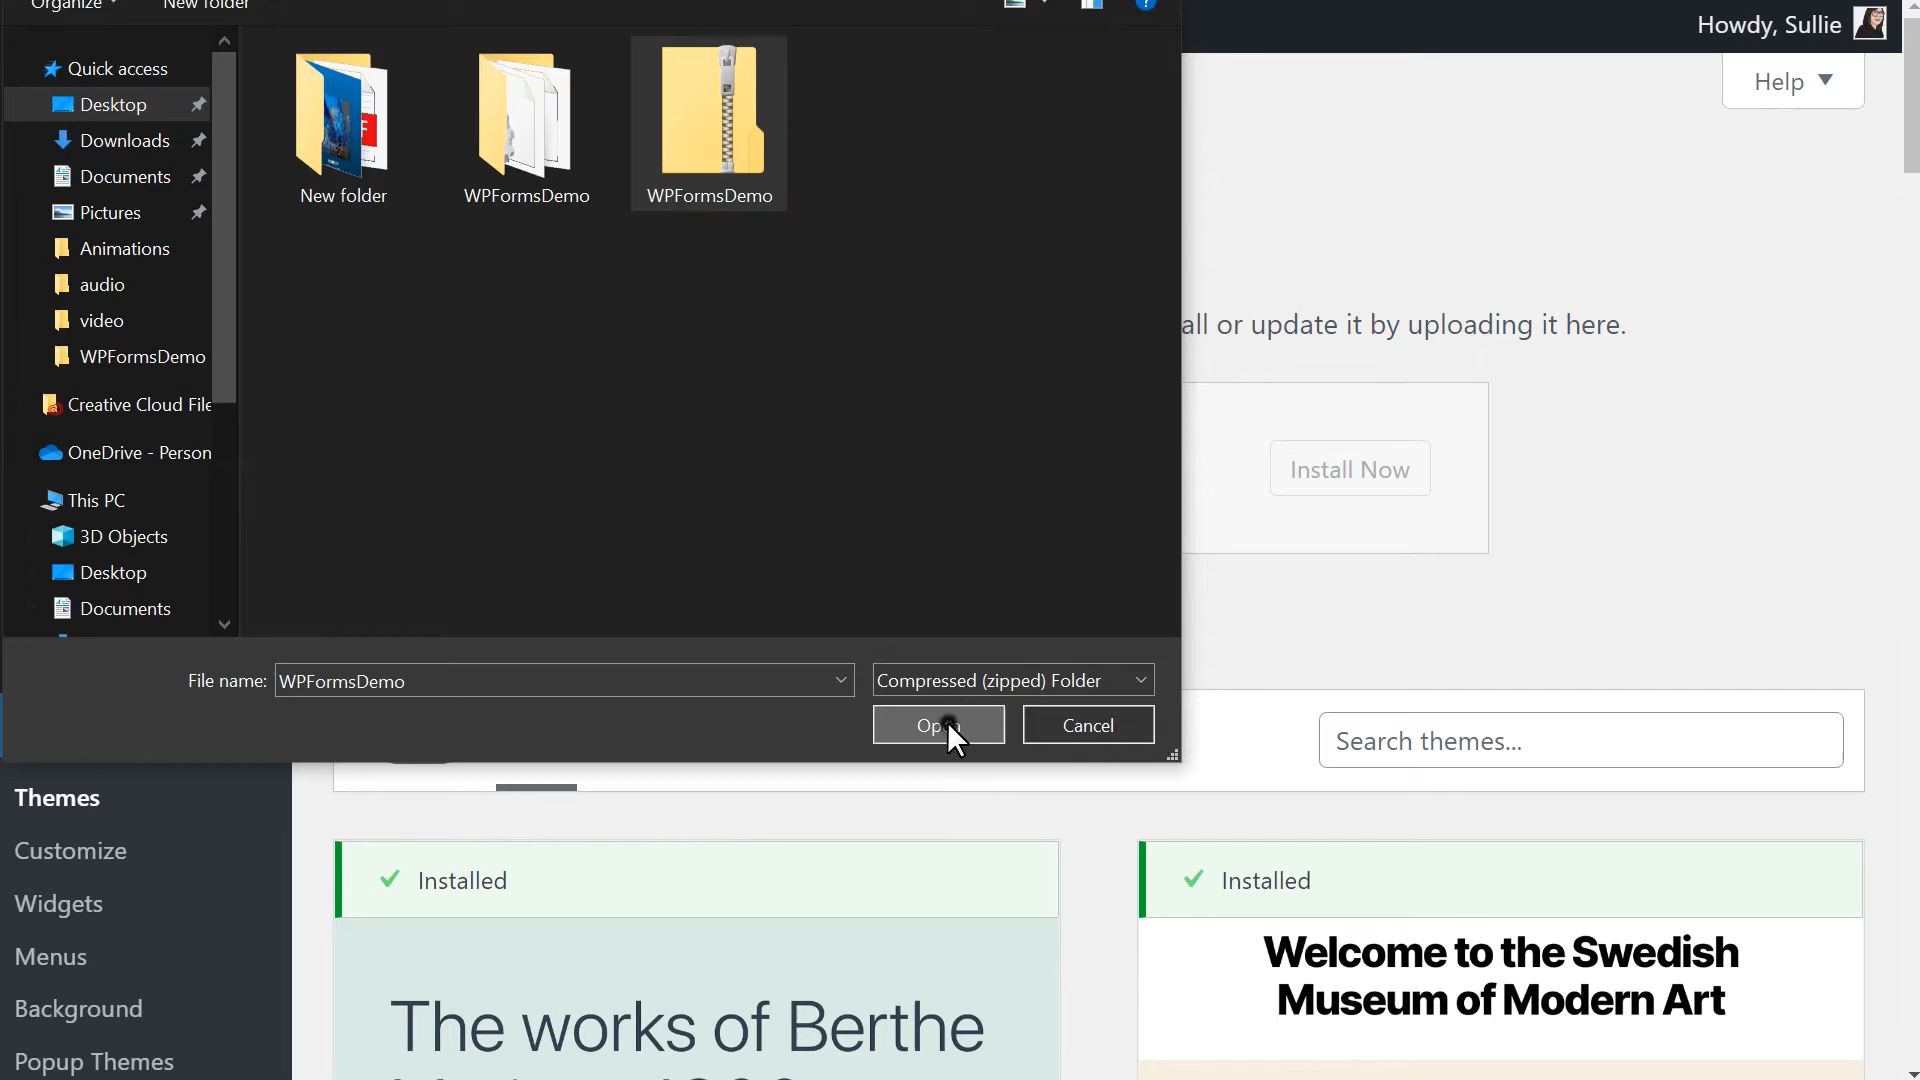 Organize
New folder
Howdy, Sullie
Help
Quick access
Desktop
Downloads
Documents
Pictures
Animations
audio
video
WPFormsDemo
Creative Cloud File
OneDrive - Person
This PC
3D Objects
Desktop
Documents
New folder
WPFormsDemo
WPFormsDemo
all or update it by uploading it here.
Install Now
File name: WPFormsDemo
Compressed (zipped) Folder
Open
Cancel
Search themes...
Themes
Customize
Widgets
Menus
Background
Popup Themes
Installed
The works of Berthe
Installed
Welcome to the Swedish
Museum of Modern Art